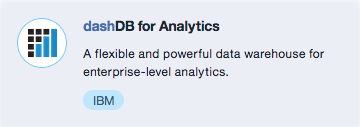 dashDB for Analytics
A flexible and powerful data warehouse for
enterprise-level analytics.
IBM